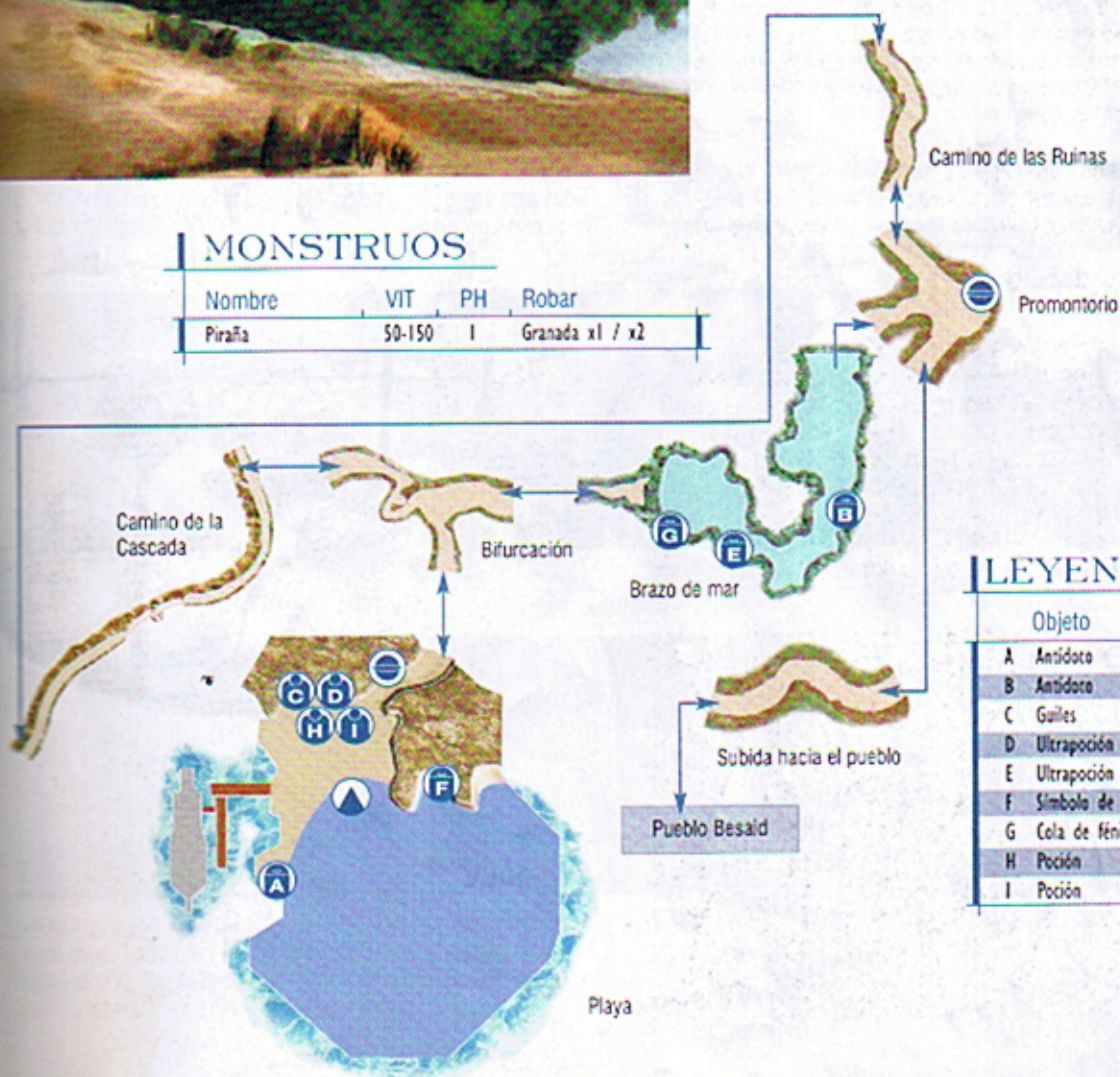 Camino de las Ruinas
MONSTRUOS
Nombre VIT PH Robar
Piraña 50-150 1 Granada x1 / x2
Promontorio
Camino de la
Cascada
Bifurcación
B
G
E
Brazo de mar
C D
H I
F
A
Subida hacia el pueblo
Pueblo Besaid
Playa
LEYEN
Objeto
A Antídoto
B Antídoto
C Guiles
D Ultrapoción
E Ultrapoción
F Símbolo de
G Cola de
H Poción
I Poción